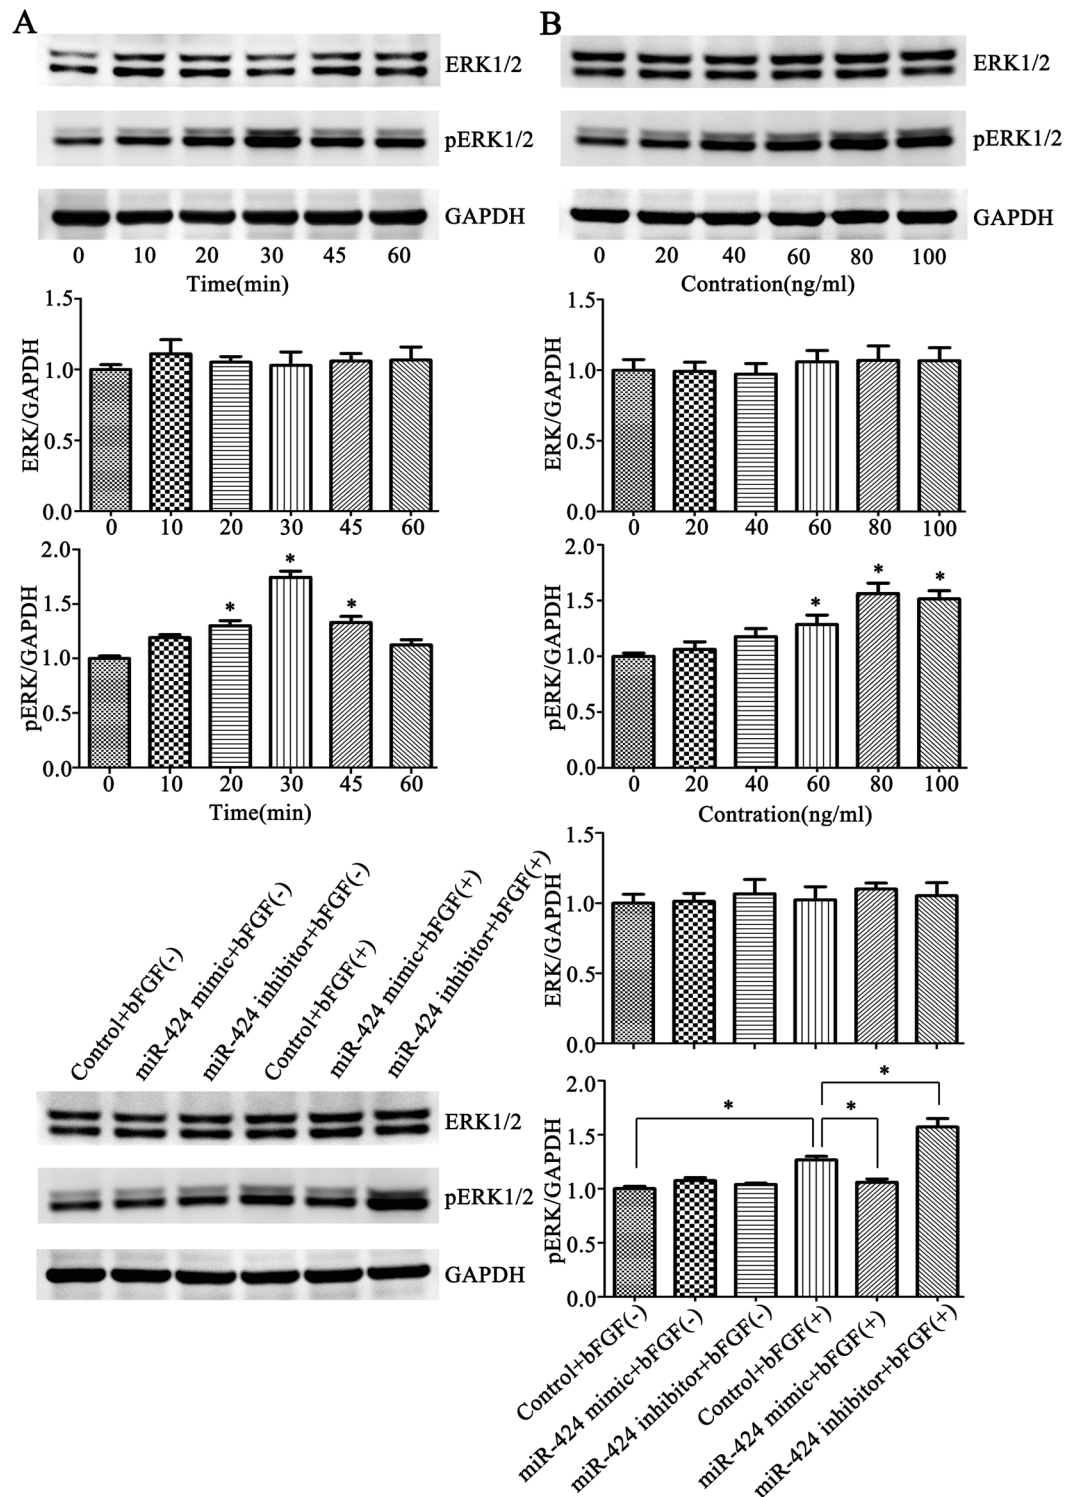 A
ERK1/2
pERK1/2
GAPDH
0 10 20 30 45 60
Time(min)
1.5
1.0
0.5
0.0
ERK/GAPDH
0 10 20 30 45 60
2.0
1.5
1.0
0.5
0.0
pERK/GAPDH
* * *
0 10 20 30 45 60
Time(min)
B
ERK1/2
pERK1/2
GAPDH
0 20 40 60 80 100
Contration(ng/ml)
1.5
1.0
0.5
0.0
ERK/GAPDH
0 20 40 60 80 100
2.0
1.5
1.0
0.5
0.0
pERK/GAPDH
* * *
0 20 40 60 80 100
Contration(ng/ml)
Control+bFGF(-)
miR-424 mimic+bFGF(-)
miR-424 inhibitor+bFGF(-)
Control+bFGF(+)
miR-424 mimic+bFGF(+)
miR-424 inhibitor+bFGF(+)
ERK1/2
pERK1/2
GAPDH
1.5
1.0
0.5
0.0
ERK/GAPDH
2.0
1.5
1.0
0.5
0.0
pERK/GAPDH
* * *
Control+bFGF(-)
miR-424 mimic+bFGF(-)
miR-424 inhibitor+bFGF(-)
Control+bFGF(+)
miR-424 mimic+bFGF(+)
miR-424 inhibitor+bFGF(+)